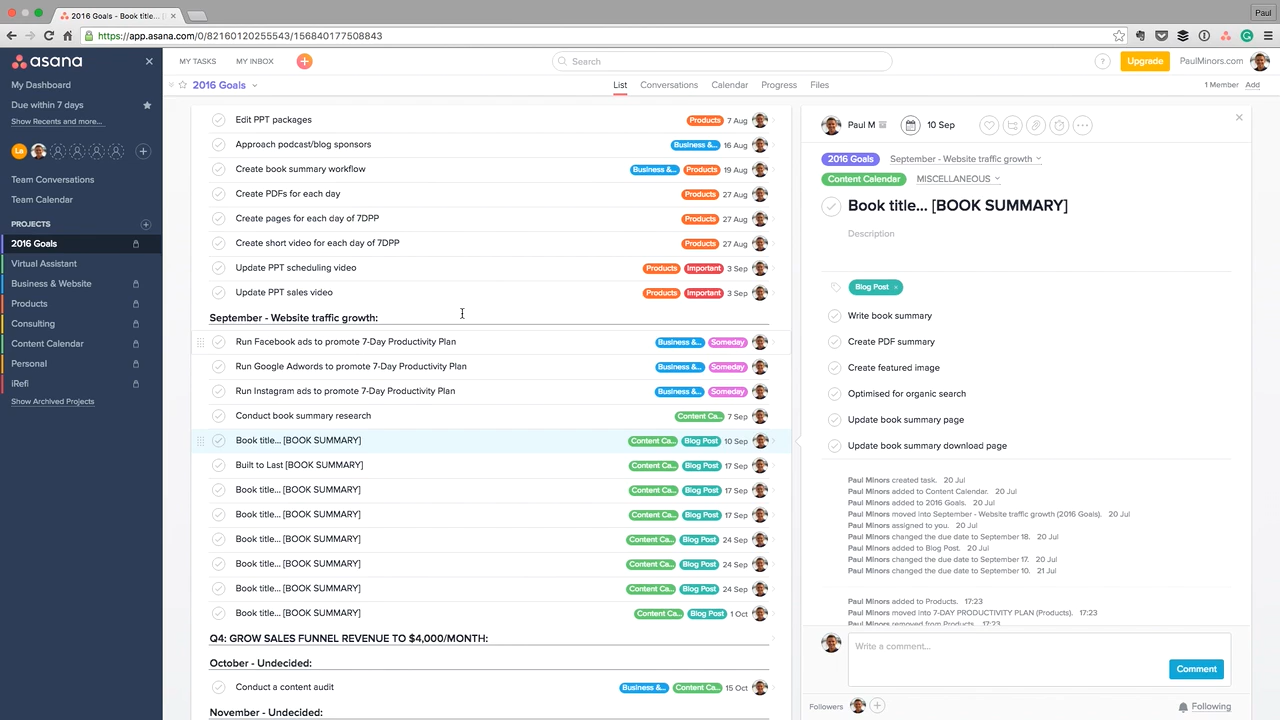 2016 Goals - Book title... [
Paul
https://app.asana.com/0/82160120255543/156840177508843
asana
My Dashboard
Due within 7 days
Show Recents and more...
La
Team Conversations
Team Calendar
PROJECTS
2016 Goals
Virtual Assistant
Business & Website
Products
Consulting
Content Calendar
Personal
iRefi
Show Archived Projects
MY TASKS
MY INBOX
Search
?
Upgrade
PaulMinors.com
2016 Goals
List
Conversations
Calendar
Progress
Files
1 Member
Add
Edit PPT packages Products 7 Aug
Approach podcast/blog sponsors Business &... 16 Aug
Create book summary workflow Business &... Products 19 Aug
Create PDFs for each day Products 27 Aug
Create pages for each day of 7DPP Products 27 Aug
Create short video for each day of 7DPP Products 27 Aug
Update PPT scheduling video Products Important 3 Sep
Update PPT sales video Products Important 3 Sep
September - Website traffic growth:
Run Facebook ads to promote 7-Day Productivity Plan Business &... Someday
Run Google Adwords to promote 7-Day Productivity Plan Business &... Someday
Run Instagram ads to promote 7-Day Productivity Plan Business &... Someday
Conduct book summary research Content Ca... 7 Sep
Book title... [BOOK SUMMARY] Content Ca... Blog Post 10 Sep
Built to Last [BOOK SUMMARY] Content Ca... Blog Post 17 Sep
Book title... [BOOK SUMMARY] Content Ca... Blog Post 17 Sep
Book title... [BOOK SUMMARY] Content Ca... Blog Post 17 Sep
Book title... [BOOK SUMMARY] Content Ca... Blog Post 24 Sep
Book title... [BOOK SUMMARY] Content Ca... Blog Post 24 Sep
Book title... [BOOK SUMMARY] Content Ca... Blog Post 24 Sep
Book title... [BOOK SUMMARY] Content Ca... Blog Post 1 Oct
Q4: GROW SALES FUNNEL REVENUE TO $4,000/MONTH:
October - Undecided:
Conduct a content audit Business &... Content Ca... 15 Oct
November - Undecided:
Paul M
10 Sep
2016 Goals September - Website traffic growth
Content Calendar MISCELLANEOUS
Book title... [BOOK SUMMARY]
Description
Blog Post ×
Write book summary
Create PDF summary
Create featured image
Optimised for organic search
Update book summary page
Update book summary download page
Paul Minors created task. 20 Jul
Paul Minors added to Content Calendar. 20 Jul
Paul Minors added to 2016 Goals. 20 Jul
Paul Minors moved into September - Website traffic growth (2016 Goals). 20 Jul
Paul Minors assigned to you. 20 Jul
Paul Minors changed the due date to September 18. 20 Jul
Paul Minors added to Blog Post. 20 Jul
Paul Minors changed the due date to September 17. 20 Jul
Paul Minors changed the due date to September 10. 21 Jul
Paul Minors added to Products. 17:23
Paul Minors moved into 7-DAY PRODUCTIVITY PLAN (Products). 17:23
Paul Minors removed from Products. 17:23
Write a comment...
Comment
Followers
Following